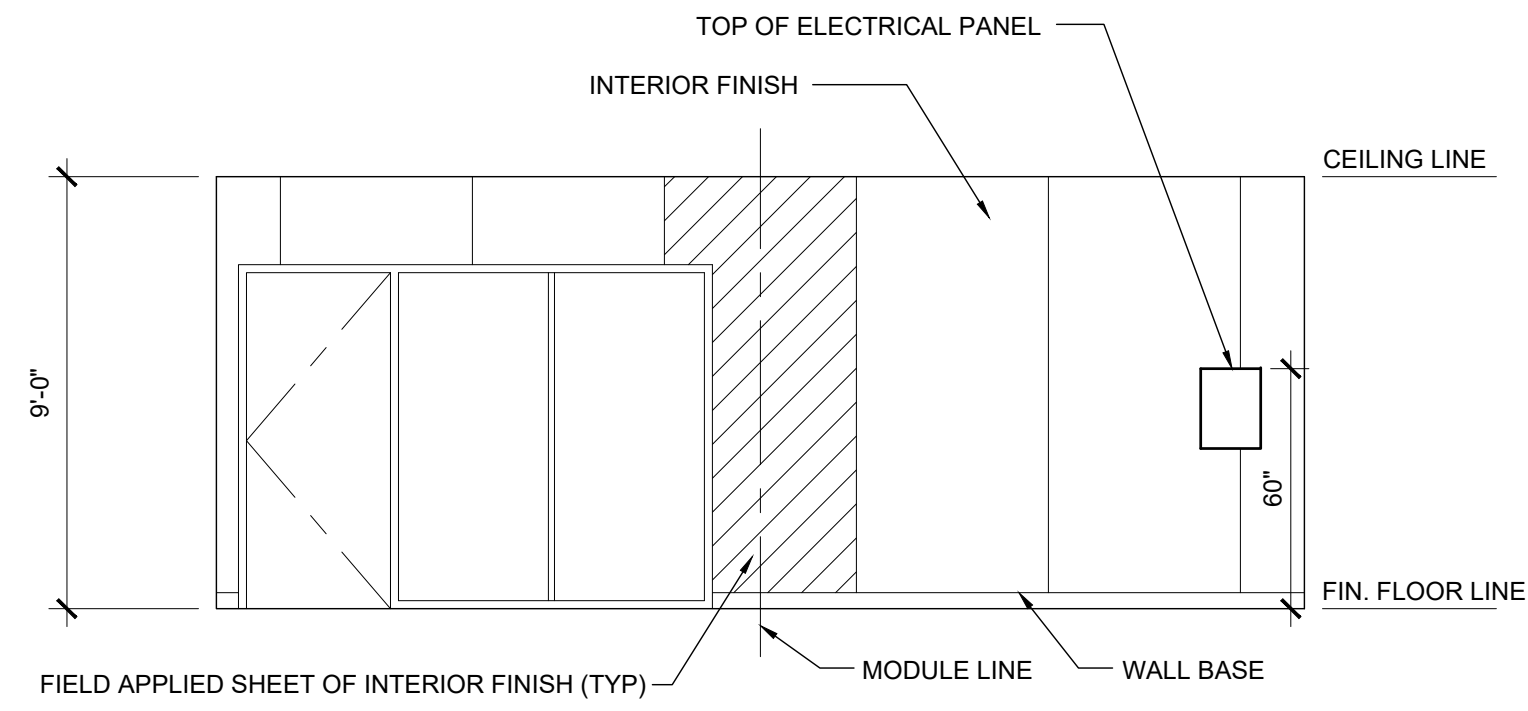 TOP OF ELECTRICAL PANEL
INTERIOR FINISH
CEILING LINE
9'-0"
60"
FIN. FLOOR LINE
FIELD APPLIED SHEET OF INTERIOR FINISH (TYP)
MODULE LINE
WALL BASE